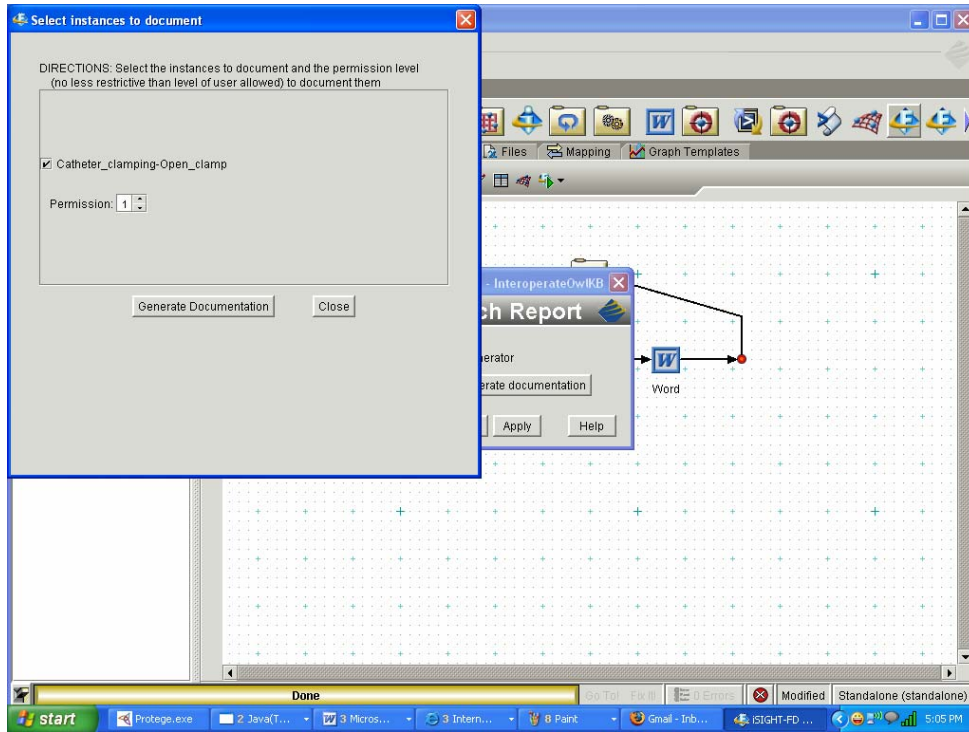 Select instances to document
DIRECTIONS: Select the instances to document and the permission level
(no less restrictive than level of user allowed) to document them
Catheter_clamping-Open_clamp
Permission: 1
Generate Documentation Close
Files Mapping Graph Templates
- InteroperateOwlKB
ch Report
nerator
erate documentation
Apply Help
W
Word
Done
Go To! Fix It! 0 Errors Modified Standalone (standalone)
start Protege.exe 2 Java(T... 3 Micros... 3 Intern... 8 Paint Gmail - Inb... iSIGHT-FD ... 5:05 PM